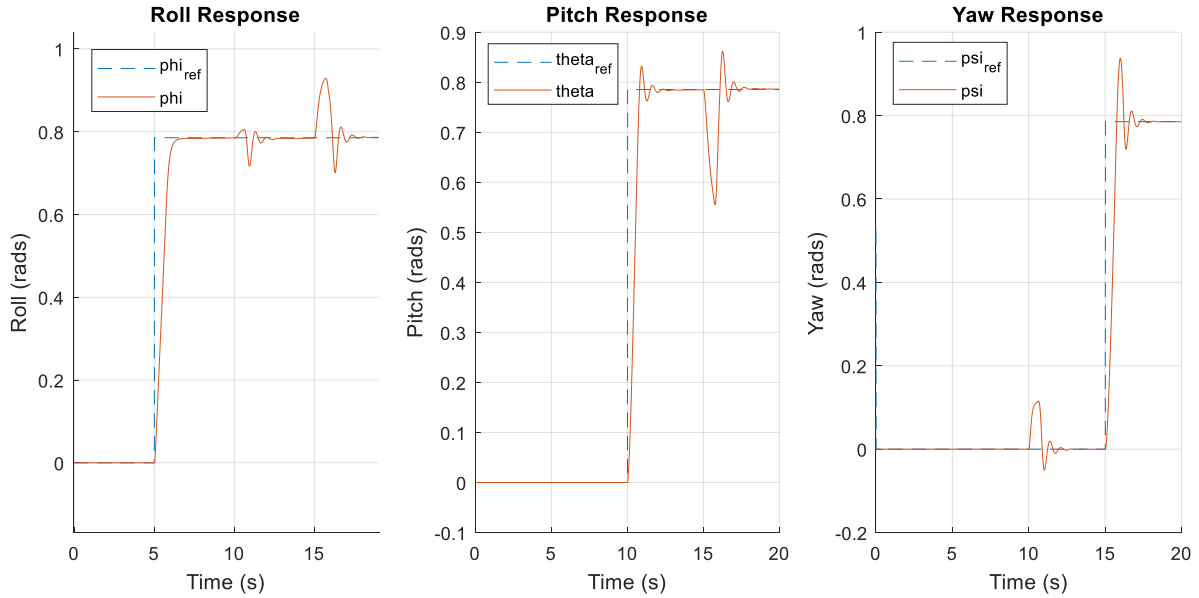 Roll Response
phi_ref
phi
1
0.8
0.6
0.4
0.2
0
Roll (rads)
0 5 10 15
Time (s)
Pitch Response
theta_ref
theta
0.9
0.8
0.7
0.6
0.5
0.4
0.3
0.2
0.1
0
-0.1
Pitch (rads)
0 5 10 15 20
Time (s)
Yaw Response
psi_ref
psi
1
0.8
0.6
0.4
0.2
0
-0.2
Yaw (rads)
0 5 10 15 20
Time (s)